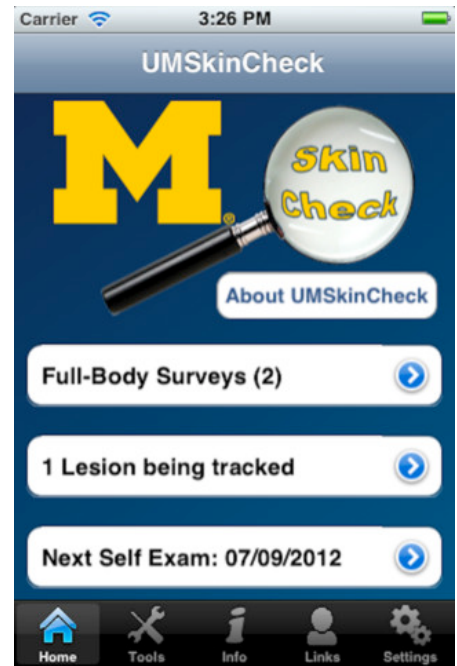 Carrier 3:26 PM
UMSkinCheck
M®
Skin
Check
About UMSkinCheck
Full-Body Surveys (2)
1 Lesion being tracked
Next Self Exam: 07/09/2012
Home Tools Info Links Settings